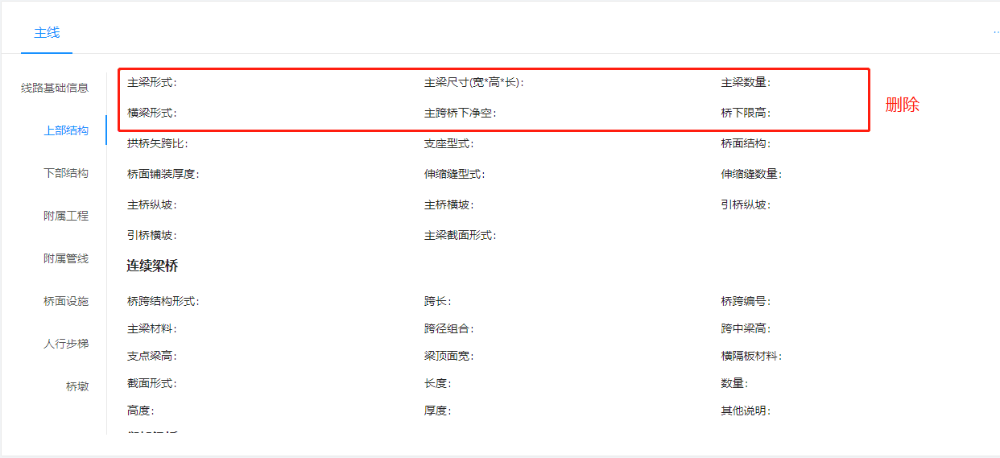 主线
线路基础信息
上部结构
下部结构
附属工程
附属管线
桥面设施
人行步梯
桥墩
主梁形式： 主梁尺寸(宽*高*长)： 主梁数量：
横梁形式： 主跨桥下净空： 桥下限高：
删除
拱桥矢跨比： 支座型式： 桥面结构：
桥面铺装厚度： 伸缩缝型式： 伸缩缝数量：
主桥纵坡： 主桥横坡： 引桥纵坡：
引桥横坡： 主梁截面形式：
连续梁桥
桥跨结构形式： 跨长： 桥跨编号：
主梁材料： 跨径组合： 跨中梁高：
支点梁高： 梁顶面宽： 横隔板材料：
截面形式： 长度： 数量：
高度： 厚度： 其他说明：